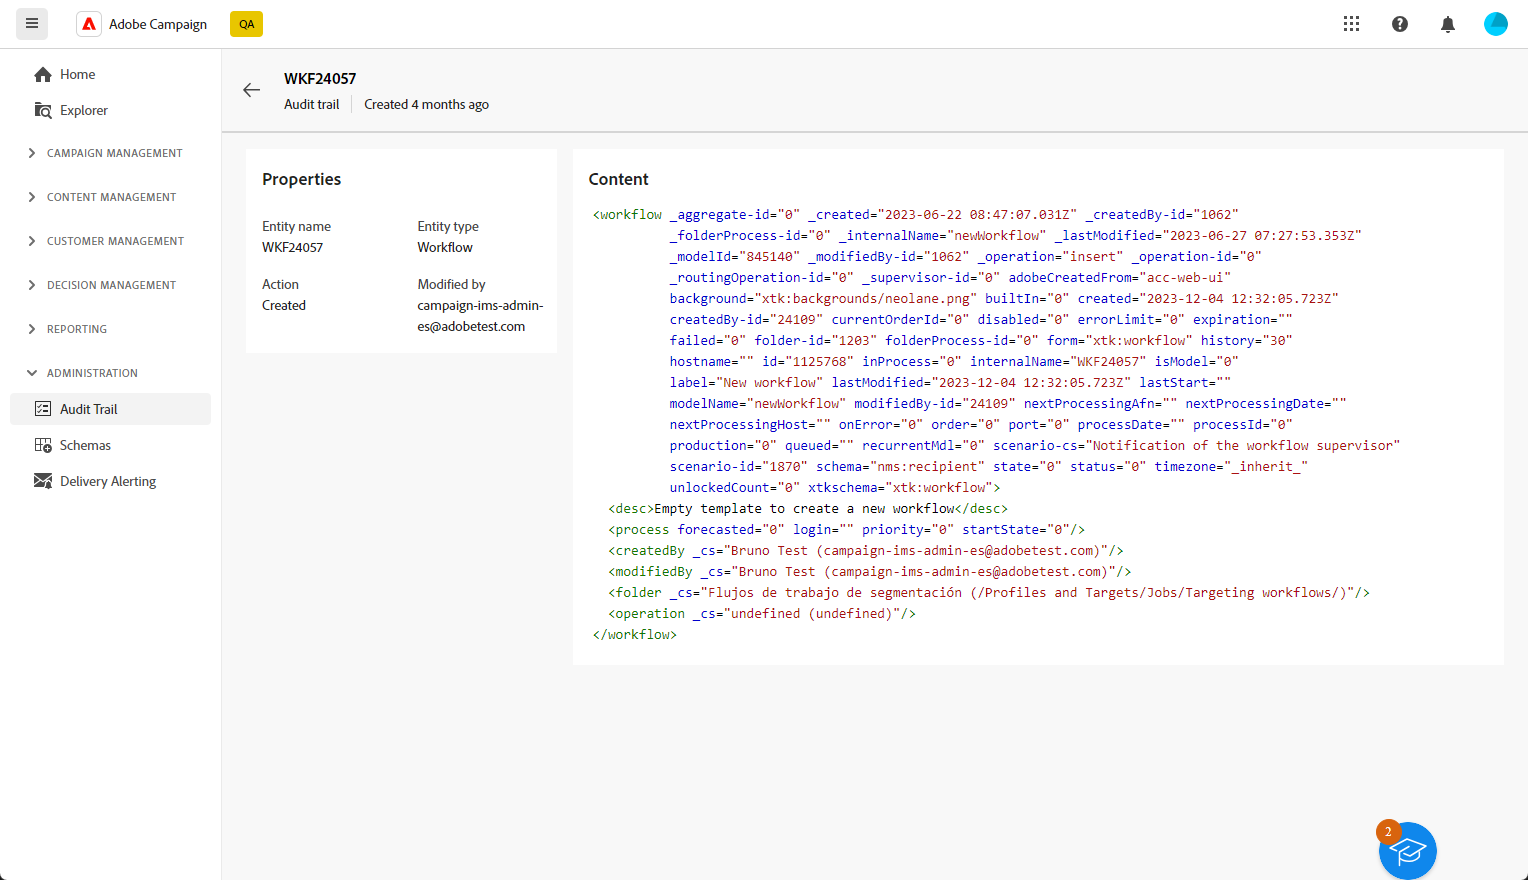 Adobe Campaign
QA
Home
Explorer
CAMPAIGN MANAGEMENT
CONTENT MANAGEMENT
CUSTOMER MANAGEMENT
DECISION MANAGEMENT
REPORTING
ADMINISTRATION
Audit Trail
Schemas
Delivery Alerting
WKF24057
Audit trail
Created 4 months ago
Properties
Entity name
WKF24057
Entity type
Workflow
Action
Created
Modified by
campaign-ims-admin-
es@adobetest.com
Content
<workflow _aggregate-id="0" _created="2023-06-22 08:47:07.031Z" _createdBy-id="1062"
_folderProcess-id="0" _internalName="newWorkflow" _lastModified="2023-06-27 07:27:53.353Z"
_modelId="845140" _modifiedBy-id="1062" _operation="insert" _operation-id="0"
_routingOperation-id="0" _supervisor-id="0" adobeCreatedFrom="acc-web-ui"
background="xtk:backgrounds/neolane.png" builtIn="0" created="2023-12-04 12:32:05.723Z"
createdBy-id="24109" currentOrderId="0" disabled="0" errorLimit="0" expiration=""
failed="0" folder-id="1203" folderProcess-id="0" form="xtk:workflow" history="30"
hostname="" id="1125768" inProcess="0" internalName="WKF24057" isModel="0"
label="New workflow" lastModified="2023-12-04 12:32:05.723Z" lastStart=""
modelName="newWorkflow" modifiedBy-id="24109" nextProcessingAfn="" nextProcessingDate=""
nextProcessingHost="" onError="0" order="0" port="0" processDate="" processId="0"
production="0" queued="" recurrentMdl="0" scenario-cs="Notification of the workflow supervisor"
scenario-id="1870" schema="nms:recipient" state="0" status="0" timezone="_inherit_"
unlockedCount="0" xtkschema="xtk:workflow">
<desc>Empty template to create a new workflow</desc>
<process forecasted="0" login="" priority="0" startState="0"/>
<createdBy _cs="Bruno Test (campaign-ims-admin-es@adobetest.com)"/>
<modifiedBy _cs="Bruno Test (campaign-ims-admin-es@adobetest.com)"/>
<folder _cs="Flujos de trabajo de segmentación (/Profiles and Targets/Jobs/Targeting workflows/)"/>
<operation _cs="undefined (undefined)"/>
</workflow>
2